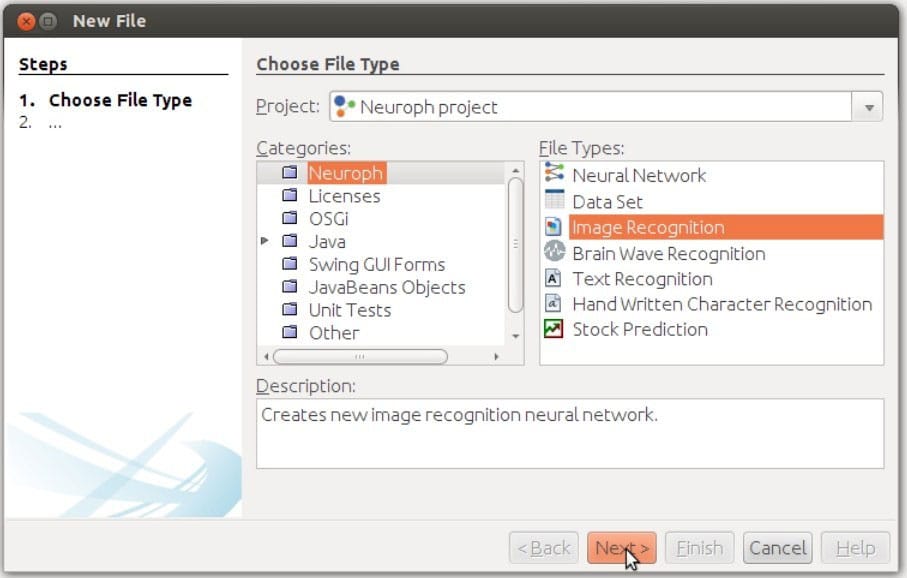 New File
Steps
1. Choose File Type
2. ...
Choose File Type
Project: Neuroph project
Categories:
Neuroph
Licenses
OSGi
Java
Swing GUI Forms
JavaBeans Objects
Unit Tests
Other
File Types:
Neural Network
Data Set
Image Recognition
Brain Wave Recognition
Text Recognition
Hand Written Character Recognition
Stock Prediction
Description:
Creates new image recognition neural network.
< Back Next > Finish Cancel Help